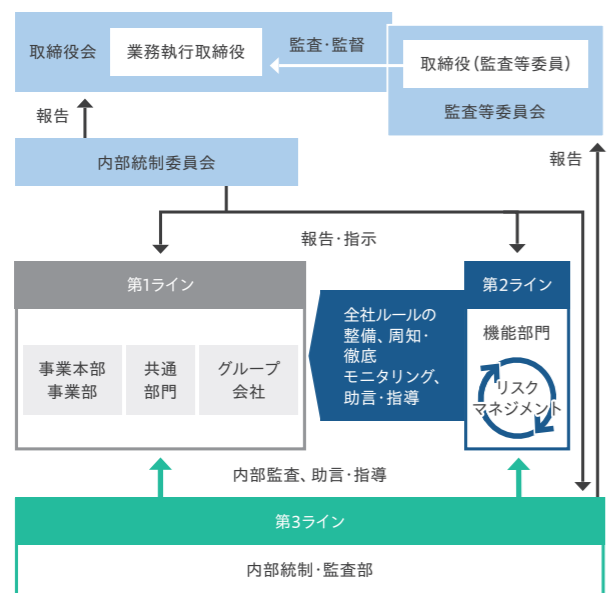 取締役会
業務執行取締役
監査・監督
取締役(監査等委員)
監査等委員会
報告
内部統制委員会
報告
報告・指示
第1ライン
事業本部
事業部
共通
部門
グループ
会社
全社ルールの
整備、周知・
徹底
モニタリング、
助言・指導
第2ライン
機能部門
リスク
マネジメント
内部監査、助言・指導
第3ライン
内部統制・監査部